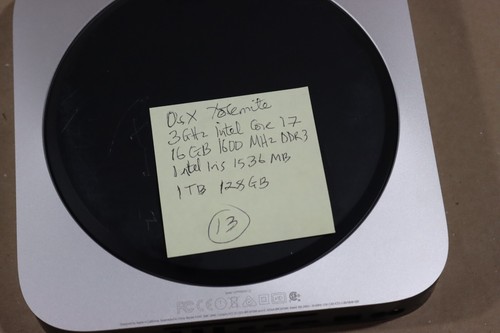 OSX Yosemite
3GHz Intel Core i7
16GB 1600 MHz DDR3
Intel Iris 1536 MB
1TB 128GB
13